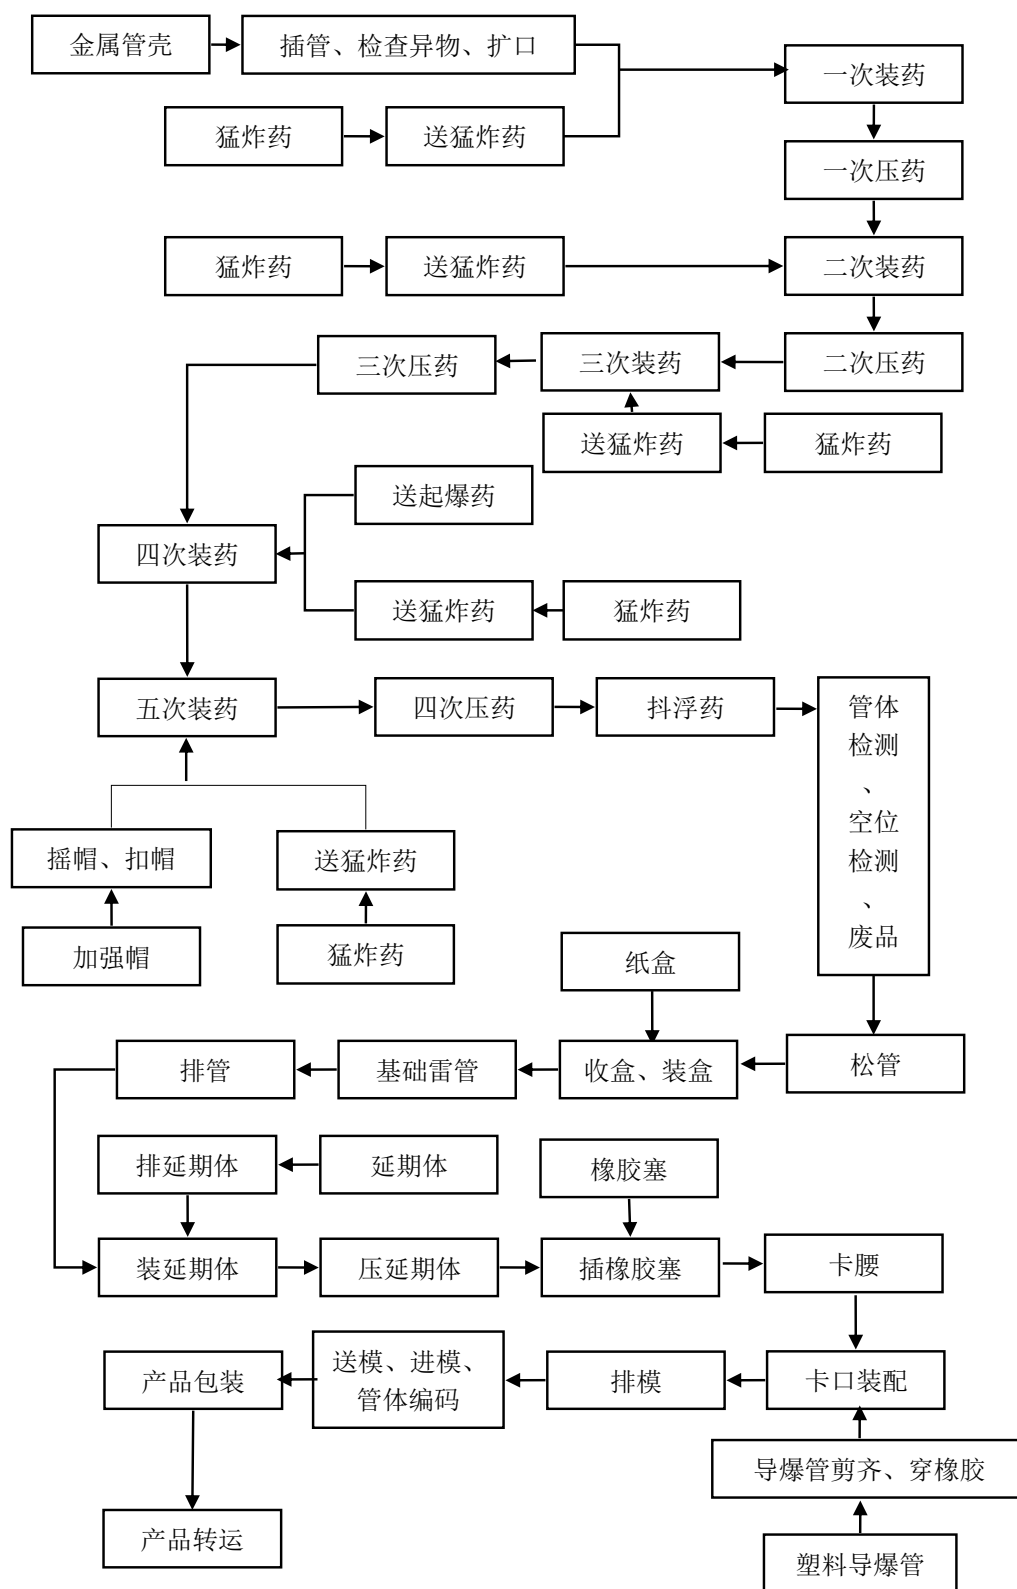 金属管壳
插管、检查异物、扩口
一次装药
猛炸药
送猛炸药
一次压药
猛炸药
送猛炸药
二次装药
三次压药
三次装药
二次压药
送猛炸药
猛炸药
送起爆药
四次装药
送猛炸药
猛炸药
五次装药
四次压药
抖浮药
管体
检测
、
空位
检测
、
废品
摇帽、扣帽
送猛炸药
加强帽
猛炸药
纸盒
排管
基础雷管
收盒、装盒
松管
排延期体
延期体
橡胶塞
装延期体
压延期体
插橡胶塞
卡腰
产品包装
送模、进模、
管体编码
排模
卡口装配
导爆管剪齐、穿橡胶
产品转运
塑料导爆管